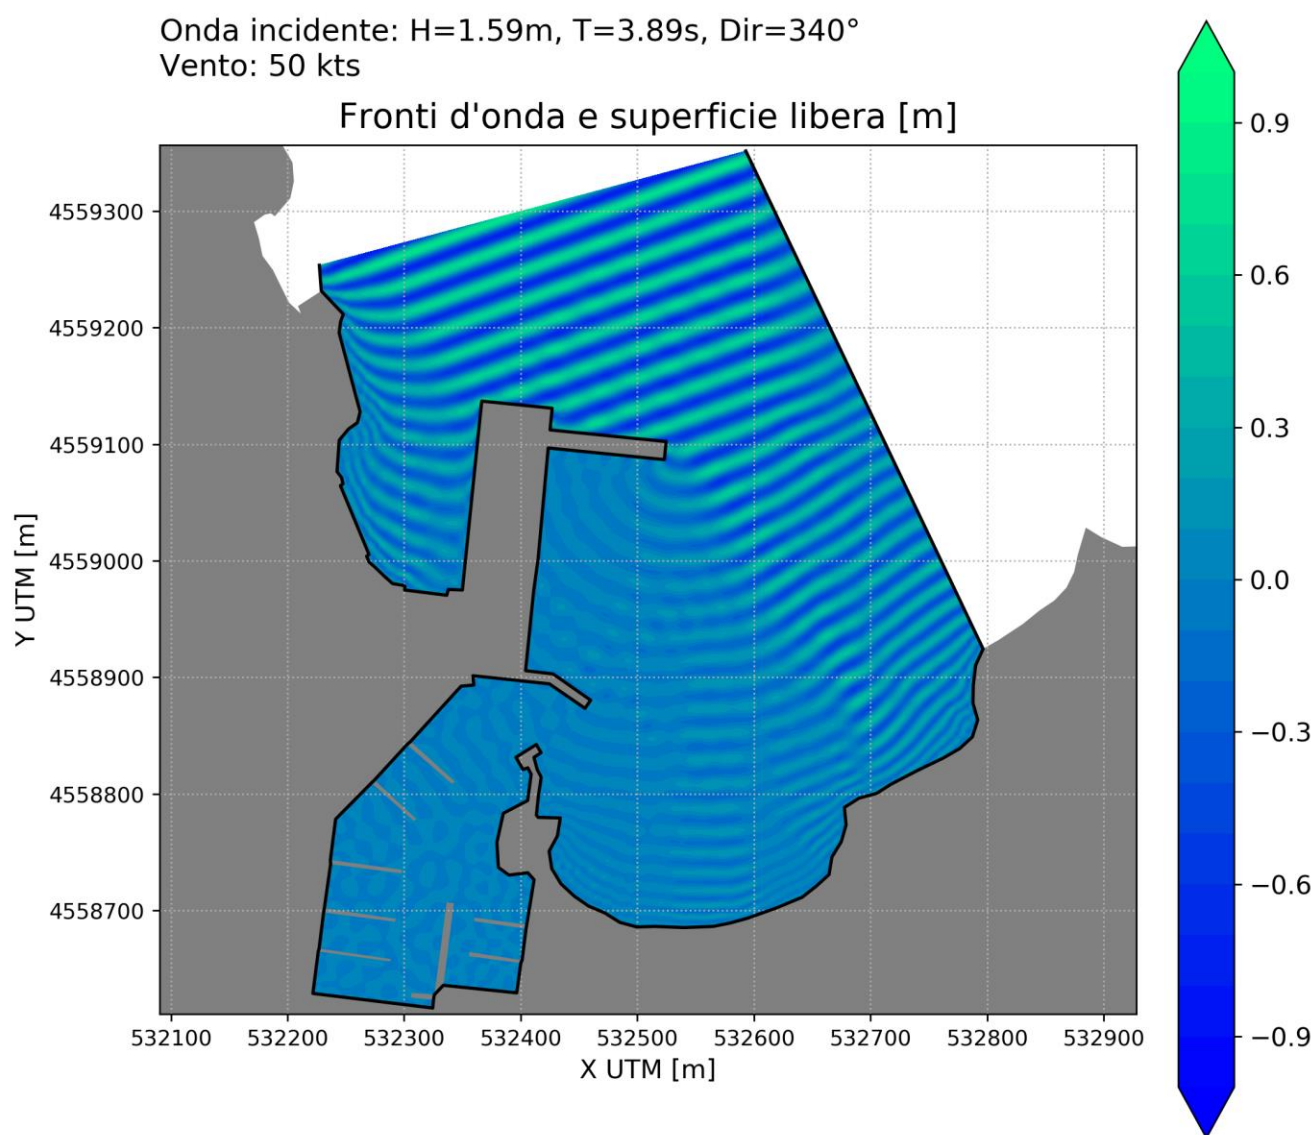 Onda incidente: H=1.59m, T=3.89s, Dir=340°
Vento: 50 kts
Fronti d'onda e superficie libera [m]
0.9
0.6
0.3
0.0
−0.3
−0.6
−0.9
4559300
4559200
4559100
4559000
4558900
4558800
4558700
Y UTM [m]
532100 532200 532300 532400 532500 532600 532700 532800 532900
X UTM [m]